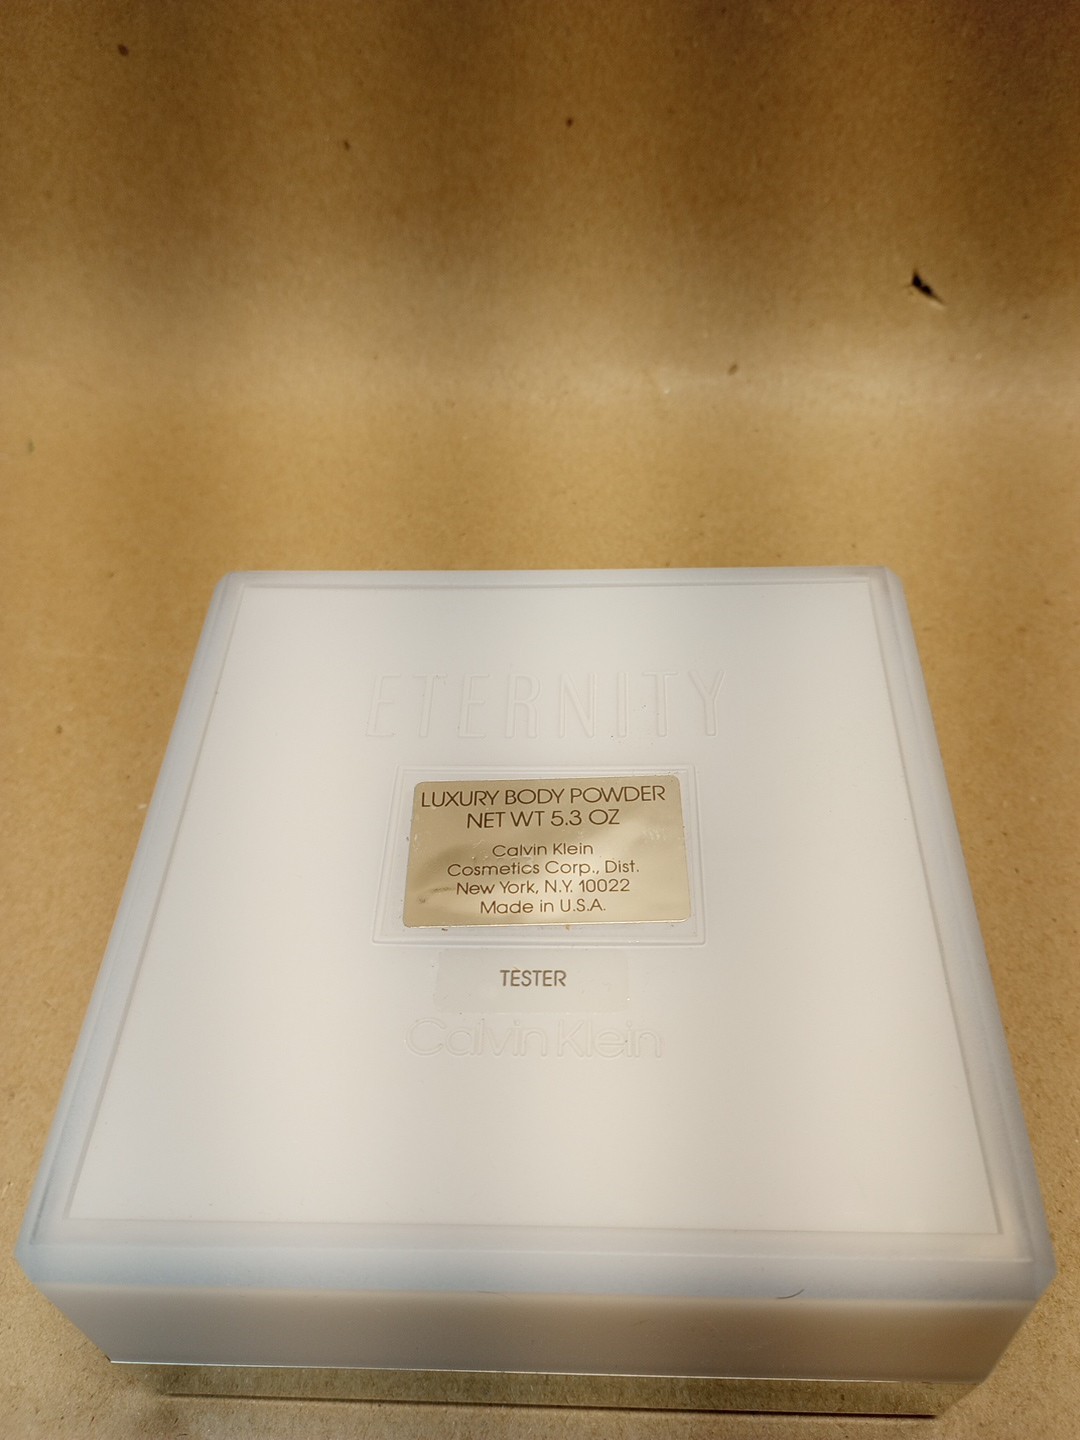 ETERNITY
LUXURY BODY POWDER
NET WT 5.3 OZ
Calvin Klein
Cosmetics Corp., Dist.
New York, N.Y. 10022
Made in U.S.A.
TESTER
Calvin Klein